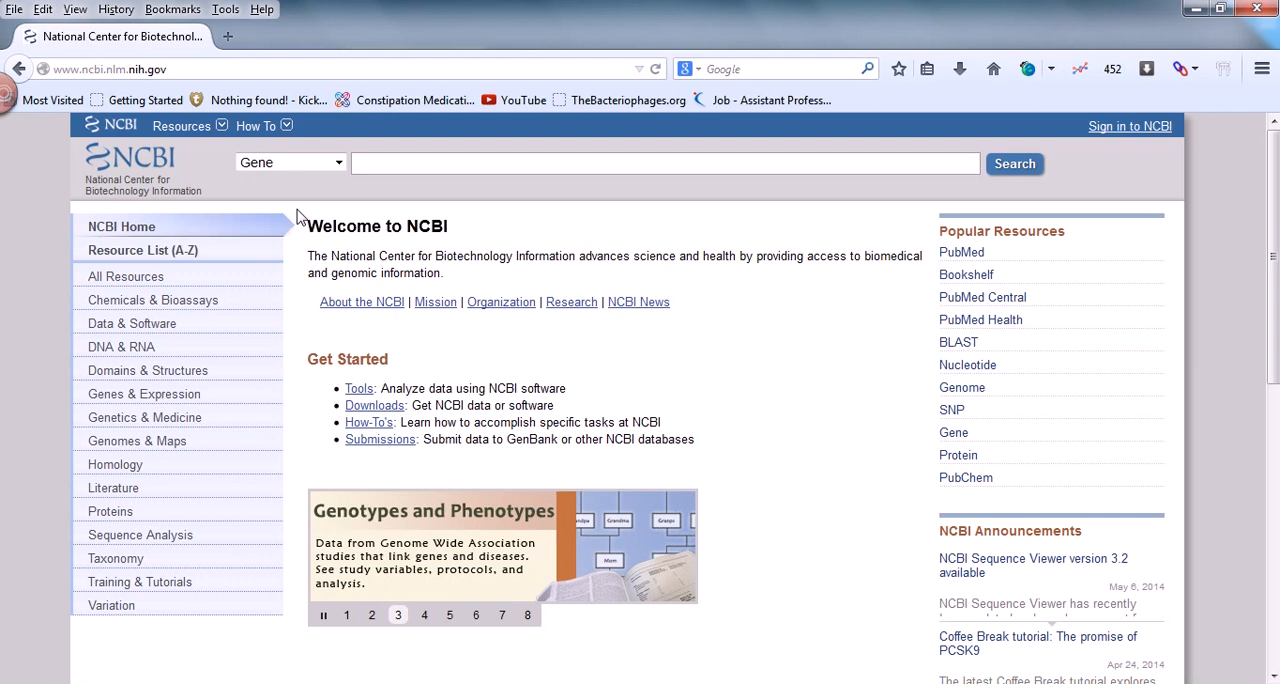 File Edit View History Bookmarks Tools Help
National Center for Biotechnol...
www.ncbi.nlm.nih.gov
Google
452
Most Visited Getting Started Nothing found! - Kick... Constipation Medicati... YouTube TheBacteriophages.org Job - Assistant Profess...
NCBI Resources How To Sign in to NCBI
NCBI
National Center for
Biotechnology Information
Gene
Search
NCBI Home
Resource List (A-Z)
All Resources
Chemicals & Bioassays
Data & Software
DNA & RNA
Domains & Structures
Genes & Expression
Genetics & Medicine
Genomes & Maps
Homology
Literature
Proteins
Sequence Analysis
Taxonomy
Training & Tutorials
Variation
Welcome to NCBI
The National Center for Biotechnology Information advances science and health by providing access to biomedical
and genomic information.
About the NCBI | Mission | Organization | Research | NCBI News
Get Started
• Tools: Analyze data using NCBI software
• Downloads: Get NCBI data or software
• How-To's: Learn how to accomplish specific tasks at NCBI
• Submissions: Submit data to GenBank or other NCBI databases
Genotypes and Phenotypes
Data from Genome Wide Association
studies that link genes and diseases.
See study variables, protocols, and
analysis.
Grandma
Mom
1 2 3 4 5 6 7 8
Popular Resources
PubMed
Bookshelf
PubMed Central
PubMed Health
BLAST
Nucleotide
Genome
SNP
Gene
Protein
PubChem
NCBI Announcements
NCBI Sequence Viewer version 3.2
available
May 6, 2014
NCBI Sequence Viewer has recently
Coffee Break tutorial: The promise of
PCSK9
Apr 24, 2014
The latest Coffee Break tutorial explores